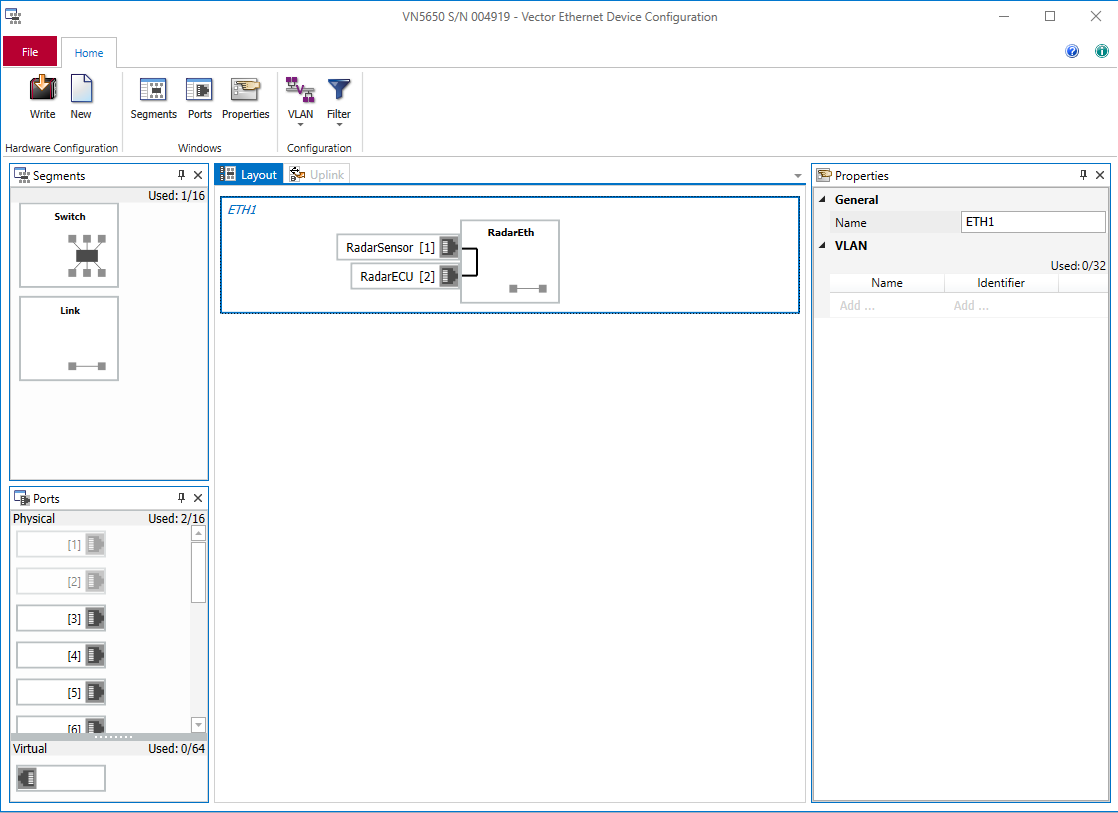 VN5650 S/N 004919 - Vector Ethernet Device Configuration
File
Home
Write
New
Segments
Ports
Properties
VLAN
Filter
Hardware Configuration
Windows
Configuration
Segments
Used: 1/16
Switch
Link
Ports
Physical
Used: 2/16
[1]
[2]
[3]
[4]
[5]
[6]
Virtual
Used: 0/64
Layout
Uplink
ETH1
RadarEth
RadarSensor [1]
RadarECU [2]
Properties
General
Name
ETH1
VLAN
Used: 0/32
Name
Identifier
Add ...
Add ...